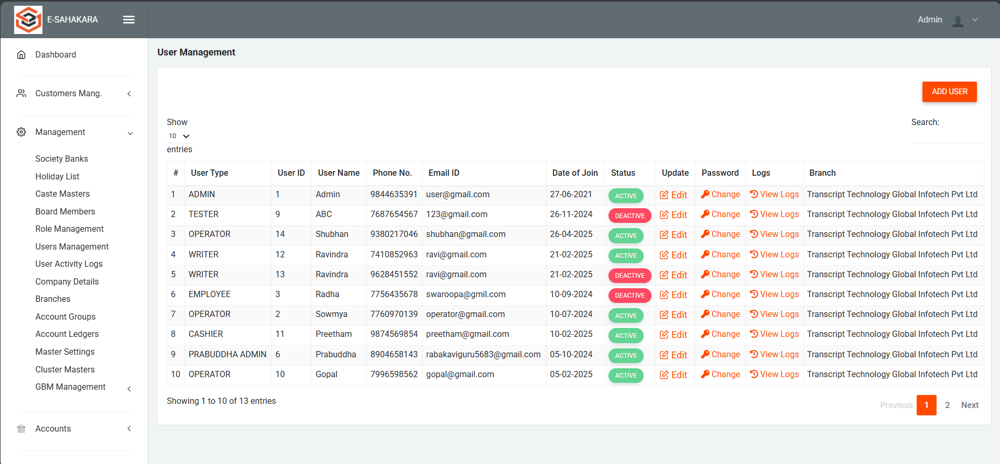 E-SAHAKARA
Admin
Dashboard
Customers Mang.
Management
Society Banks
Holiday List
Caste Masters
Board Members
Role Management
Users Management
User Activity Logs
Company Details
Branches
Account Groups
Account Ledgers
Master Settings
Cluster Masters
GBM Management
Accounts
User Management
ADD USER
Show
10
entries
Search:
# User Type User ID User Name Phone No. Email ID Date of Join Status Update Password Logs Branch
1 ADMIN 1 Admin 9844635391 user@gmail.com 27-06-2021 ACTIVE Edit Change View Logs Transcript Technology Global Infotech Pvt Ltd
2 TESTER 9 ABC 7687654567 123@gmail.com 26-11-2024 DEACTIVE Edit Change View Logs Transcript Technology Global Infotech Pvt Ltd
3 OPERATOR 14 Shubhan 9380217046 shubhan@gmail.com 26-04-2025 ACTIVE Edit Change View Logs Transcript Technology Global Infotech Pvt Ltd
4 WRITER 12 Ravindra 7410852963 ravi@gmail.com 21-02-2025 ACTIVE Edit Change View Logs Transcript Technology Global Infotech Pvt Ltd
5 WRITER 13 Ravindra 9628451552 ravi@gmail.com 21-02-2025 DEACTIVE Edit Change View Logs Transcript Technology Global Infotech Pvt Ltd
6 EMPLOYEE 3 Radha 7756435678 swaroopa@gmil.com 10-09-2024 DEACTIVE Edit Change View Logs Transcript Technology Global Infotech Pvt Ltd
7 OPERATOR 2 Sowmya 7760970139 operator@gmail.com 10-07-2024 ACTIVE Edit Change View Logs Transcript Technology Global Infotech Pvt Ltd
8 CASHIER 11 Preetham 9874569854 preetham@gmail.com 10-02-2025 ACTIVE Edit Change View Logs Transcript Technology Global Infotech Pvt Ltd
9 PRABUDDHA ADMIN 6 Prabuddha 8904658143 rabakaviguru5683@gmail.com 05-10-2024 ACTIVE Edit Change View Logs Transcript Technology Global Infotech Pvt Ltd
10 OPERATOR 10 Gopal 7996598562 gopal@gmail.com 05-02-2025 ACTIVE Edit Change View Logs Transcript Technology Global Infotech Pvt Ltd
Showing 1 to 10 of 13 entries
Previous 1 2 Next